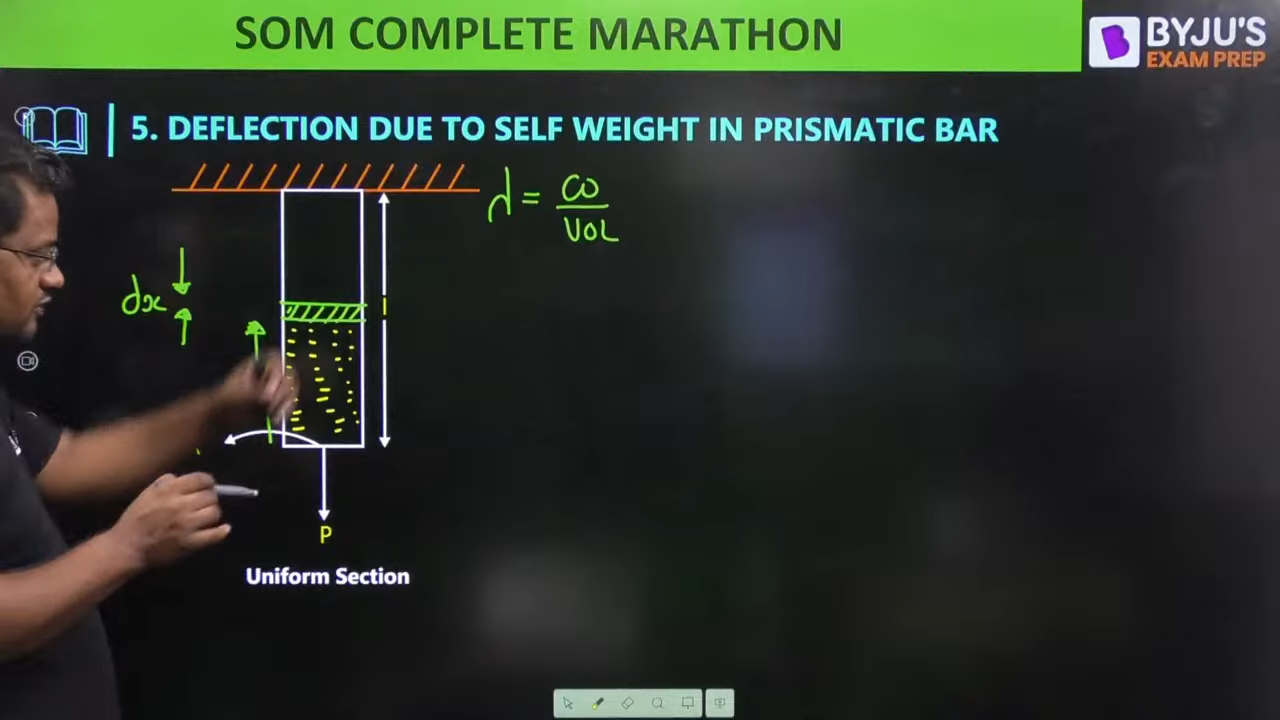 SOM COMPLETE MARATHON
BYJU'S
EXAM PREP
5. DEFLECTION DUE TO SELF WEIGHT IN PRISMATIC BAR
= ω
VOL
dx
l
P
Uniform Section